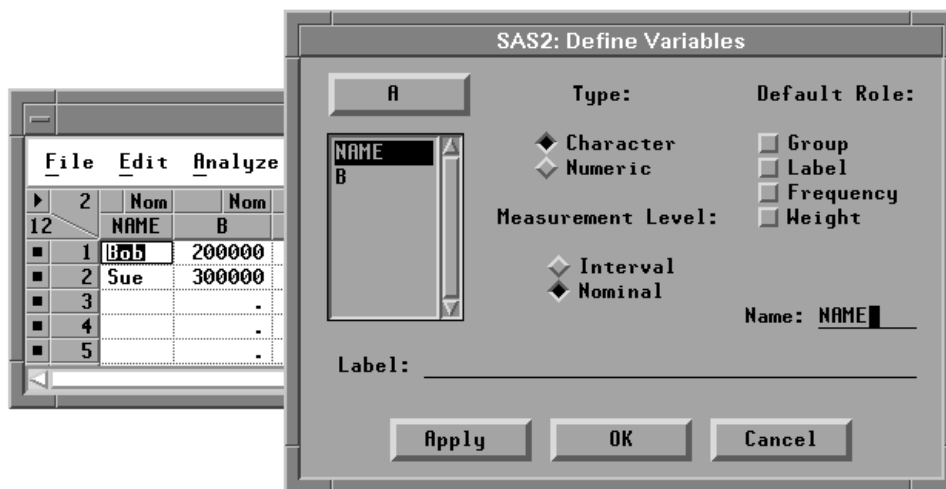 SAS2: Define Variables
A
Type:
Default Role:
NAME
B
Character
Numeric
Group
Label
Frequency
Weight
Measurement Level:
Interval
Nominal
Name: NAME
Label:
Apply OK Cancel
File Edit Analyze
2 Nom Nom
12 NAME B
1 Bob 200000
2 Sue 300000
3 .
4 .
5 .